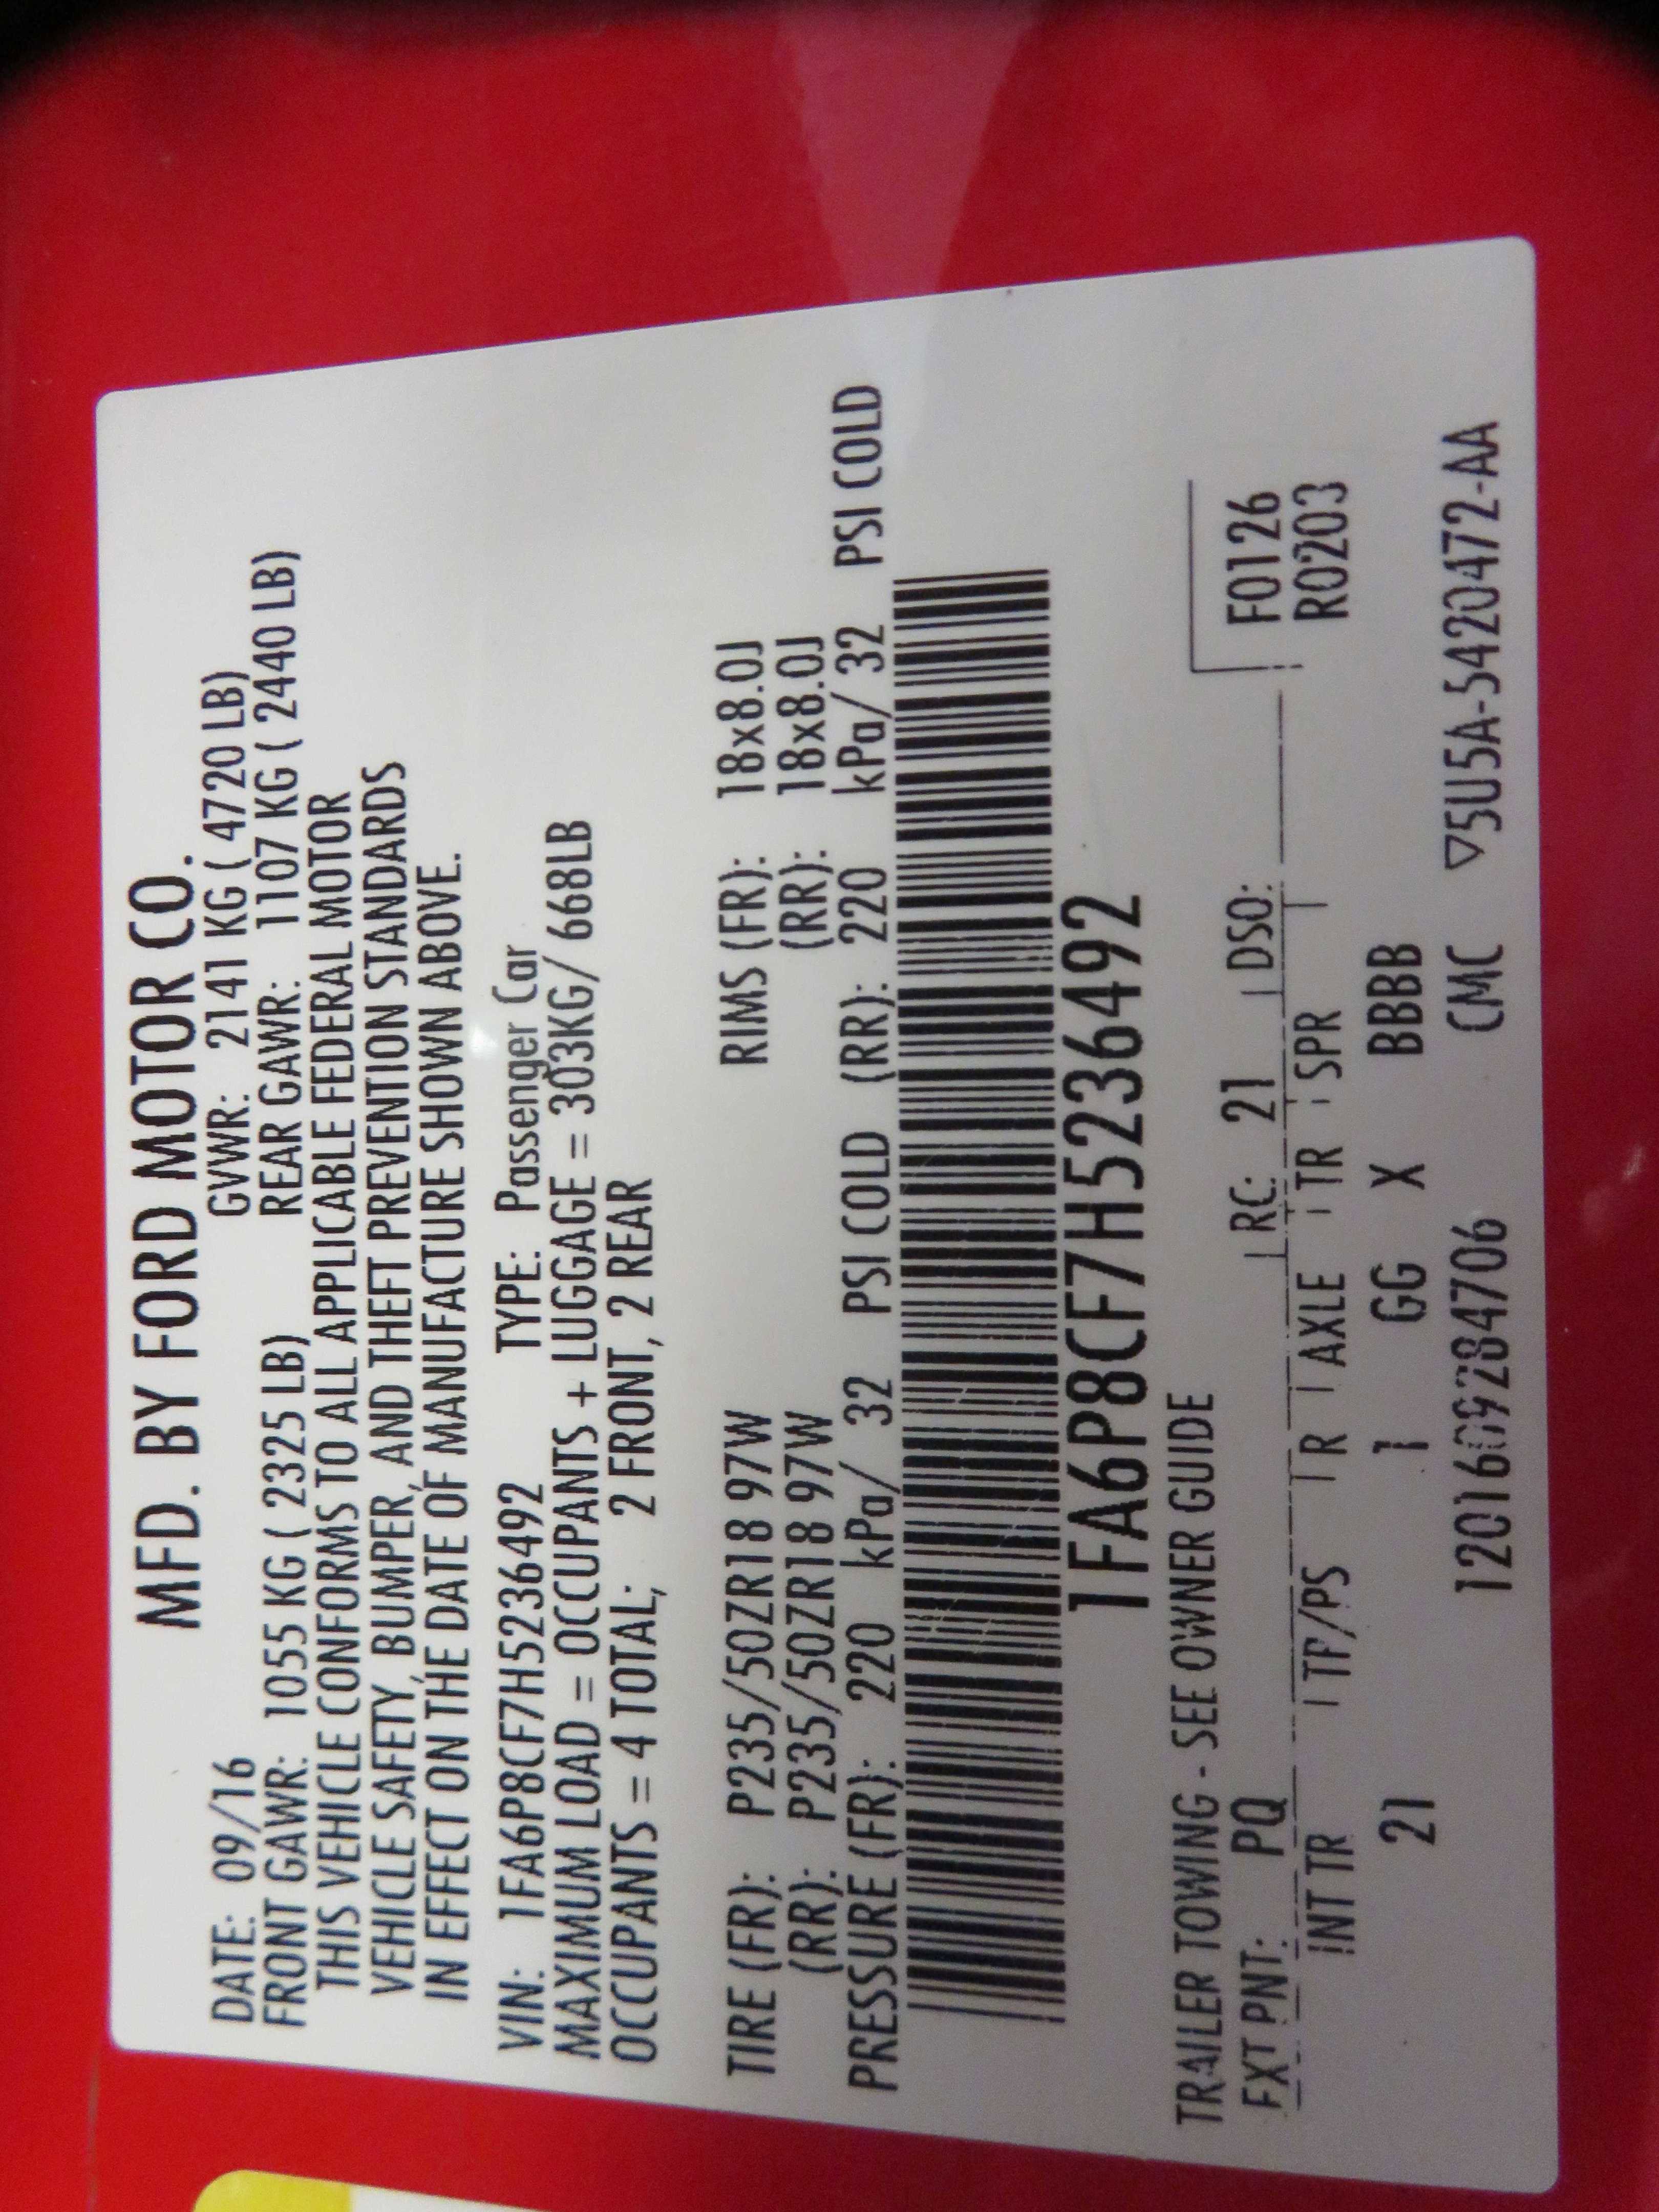 MFD. BY FORD MOTOR CO.
DATE: 09/16 GVWR: 2141 KG ( 4720 LB)
FRONT GAWR: 1055 KG ( 2325 LB) REAR GAWR: 1107 KG ( 2440 LB)
THIS VEHICLE CONFORMS TO ALL APPLICABLE FEDERAL MOTOR
VEHICLE SAFETY, BUMPER, AND THEFT PREVENTION STANDARDS
IN EFFECT ON THE DATE OF MANUFACTURE SHOWN ABOVE.
VIN: 1FA6P8CF7H5236492 TYPE: Passenger Car
MAXIMUM LOAD = OCCUPANTS + LUGGAGE = 303KG/ 668LB
OCCUPANTS = 4 TOTAL; 2 FRONT, 2 REAR
TIRE (FR): P235/50ZR18 97W RIMS (FR): 18x8.0J
(RR): P235/50ZR18 97W (RR): 18x8.0J
PRESSURE (FR): 220 kPa/ 32 PSI COLD (RR): 220 kPa/ 32 PSI COLD
1FA6P8CF7H5236492
TRAILER TOWING - SEE OWNER GUIDE
EXT PNT: PQ RC: 21 DSO: F0126
INT TR TP/PS R AXLE TR SPR R0203
21 1 GG X BBBB
1201609284706 CMC ▽5U5A-5420472-AA